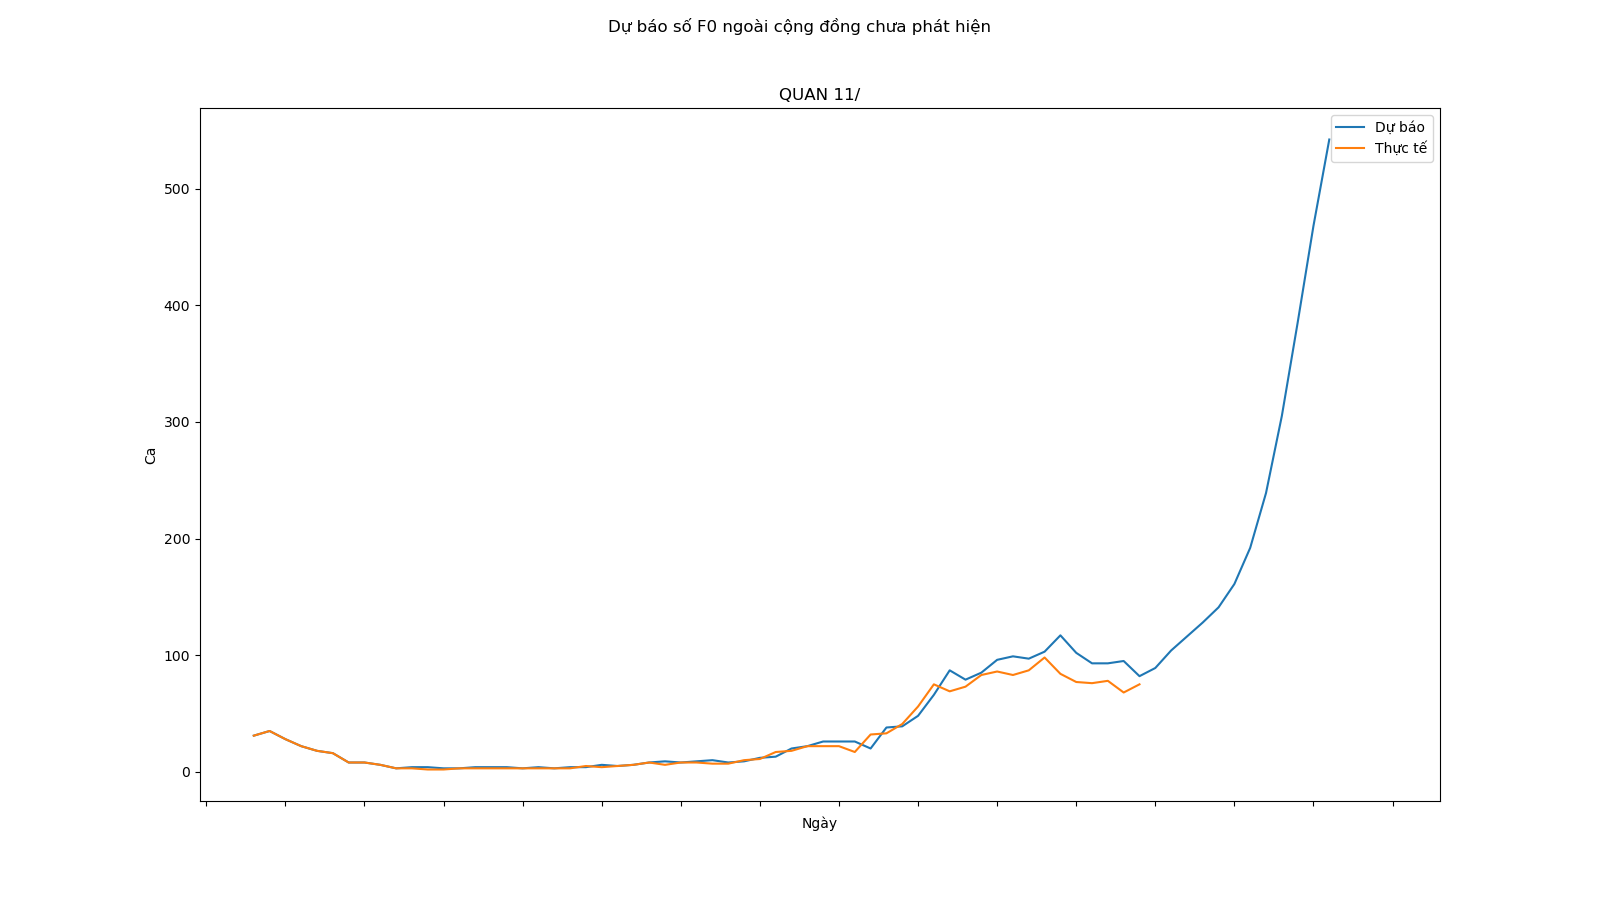 Dự báo số F0 ngoài cộng đồng chưa phát hiện
QUAN 11/
Dự báo
Thực tế
500
400
300
200
100
0
Ca
Ngày